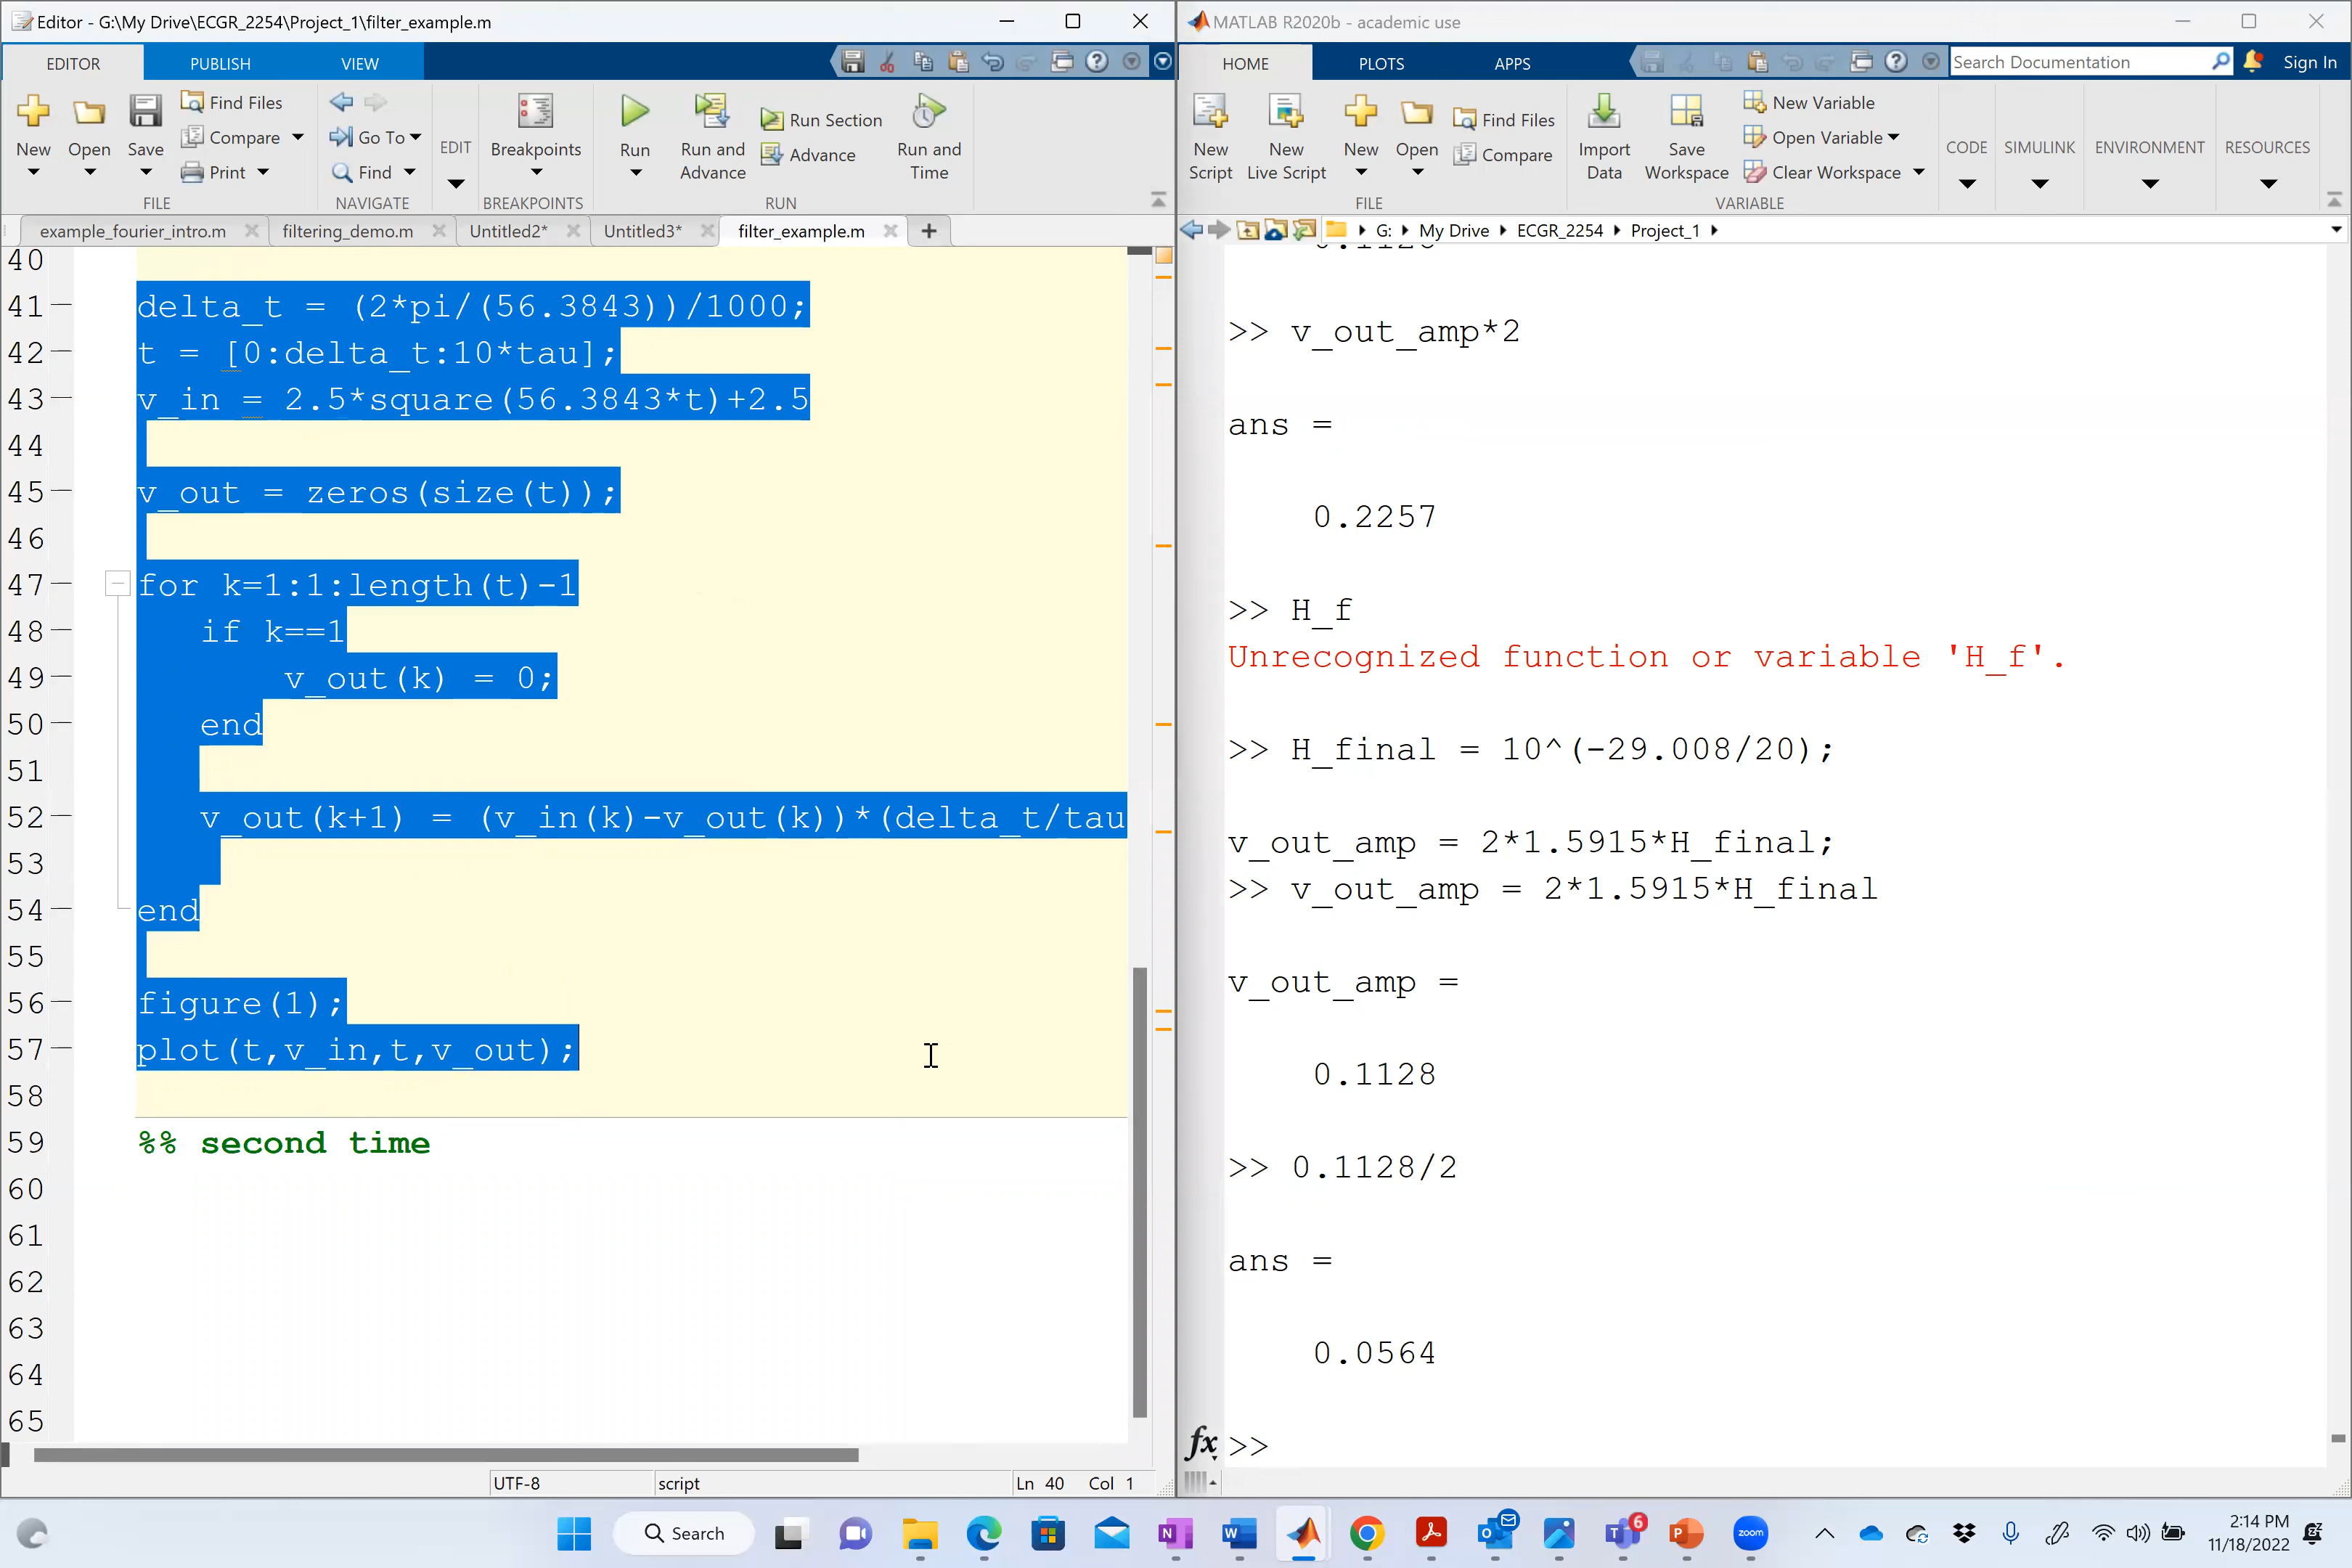 Editor - G:\My Drive\ECGR_2254\Project_1\filter_example.m
EDITOR PUBLISH VIEW
New Open Save
Find Files
Compare
Print
FILE
Go To
Find
NAVIGATE
EDIT
Breakpoints
BREAKPOINTS
Run
Run and Advance
Run Section
Advance
Run and Time
RUN
example_fourier_intro.m filtering_demo.m Untitled2* Untitled3* filter_example.m +
40
41 delta_t = (2*pi/(56.3843))/1000;
42 t = [0:delta_t:10*tau];
43 v_in = 2.5*square(56.3843*t)+2.5
44
45 v_out = zeros(size(t));
46
47 for k=1:1:length(t)-1
48 if k==1
49 v_out(k) = 0;
50 end
51
52 v_out(k+1) = (v_in(k)-v_out(k))*(delta_t/tau
53
54 end
55
56 figure(1);
57 plot(t,v_in,t,v_out);
58
59 %% second time
60
61
62
63
64
65
UTF-8 script Ln 40 Col 1
MATLAB R2020b - academic use
HOME PLOTS APPS
Search Documentation
Sign In
New Script
New Live Script
New
Open
Find Files
Compare
FILE
Import Data
Save Workspace
New Variable
Open Variable
Clear Workspace
VARIABLE
CODE
SIMULINK
ENVIRONMENT
RESOURCES
G: My Drive ECGR_2254 Project_1
>> v_out_amp*2
ans =
0.2257
>> H_f
Unrecognized function or variable 'H_f'.
>> H_final = 10^(-29.008/20);
v_out_amp = 2*1.5915*H_final;
>> v_out_amp = 2*1.5915*H_final
v_out_amp =
0.1128
>> 0.1128/2
ans =
0.0564
fx >>
Search
zoom
6
2:14 PM
11/18/2022